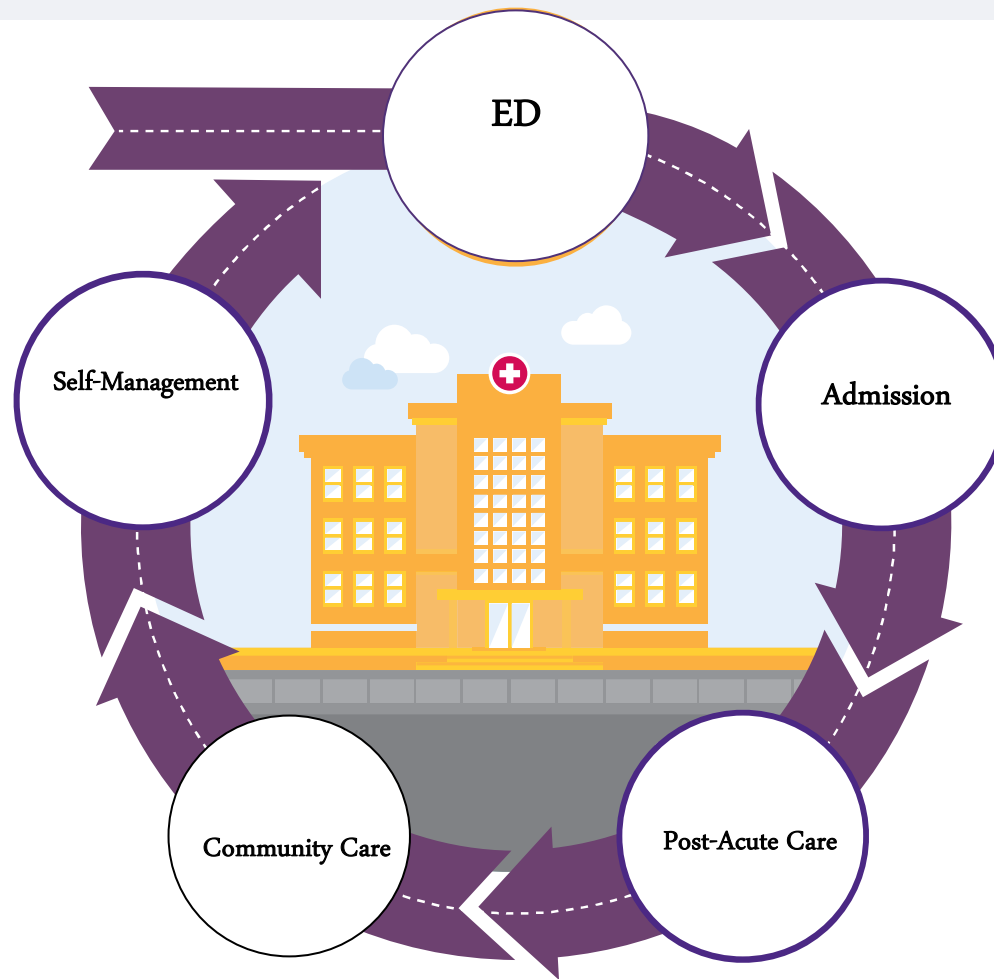 ED
Admission
Post-Acute Care
Community Care
Self-Management